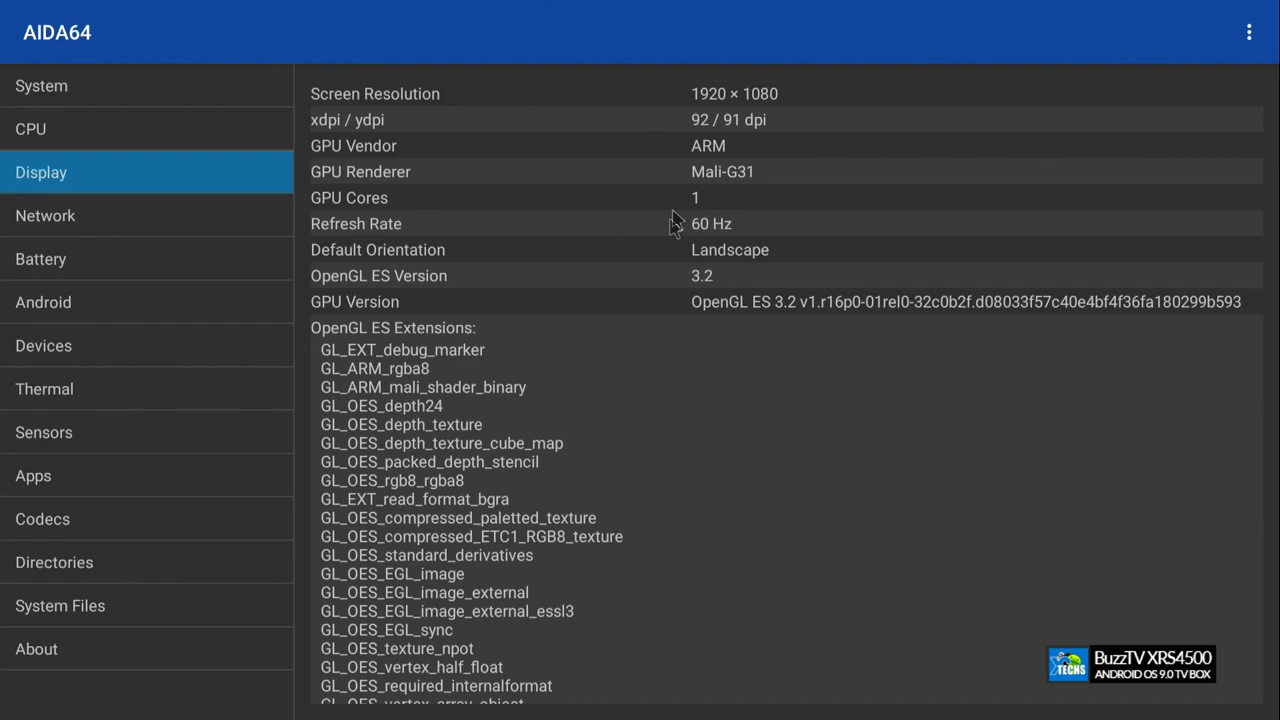 AIDA64
System
CPU
Display
Network
Battery
Android
Devices
Thermal
Sensors
Apps
Codecs
Directories
System Files
About
Screen Resolution 1920 × 1080
xdpi / ydpi 92 / 91 dpi
GPU Vendor ARM
GPU Renderer Mali-G31
GPU Cores 1
Refresh Rate 60 Hz
Default Orientation Landscape
OpenGL ES Version 3.2
GPU Version OpenGL ES 3.2 v1.r16p0-01rel0-32c0b2f.d08033f57c40e4bf4f36fa180299b593
OpenGL ES Extensions:
GL_EXT_debug_marker
GL_ARM_rgba8
GL_ARM_mali_shader_binary
GL_OES_depth24
GL_OES_depth_texture
GL_OES_depth_texture_cube_map
GL_OES_packed_depth_stencil
GL_OES_rgb8_rgba8
GL_EXT_read_format_bgra
GL_OES_compressed_paletted_texture
GL_OES_compressed_ETC1_RGB8_texture
GL_OES_standard_derivatives
GL_OES_EGL_image
GL_OES_EGL_image_external
GL_OES_EGL_image_external_essl3
GL_OES_EGL_sync
GL_OES_texture_npot
GL_OES_vertex_half_float
GL_OES_required_internalformat
GL_OES_vertex_array_object
TECHS
BuzzTV XRS4500
ANDROID OS 9.0 TV BOX